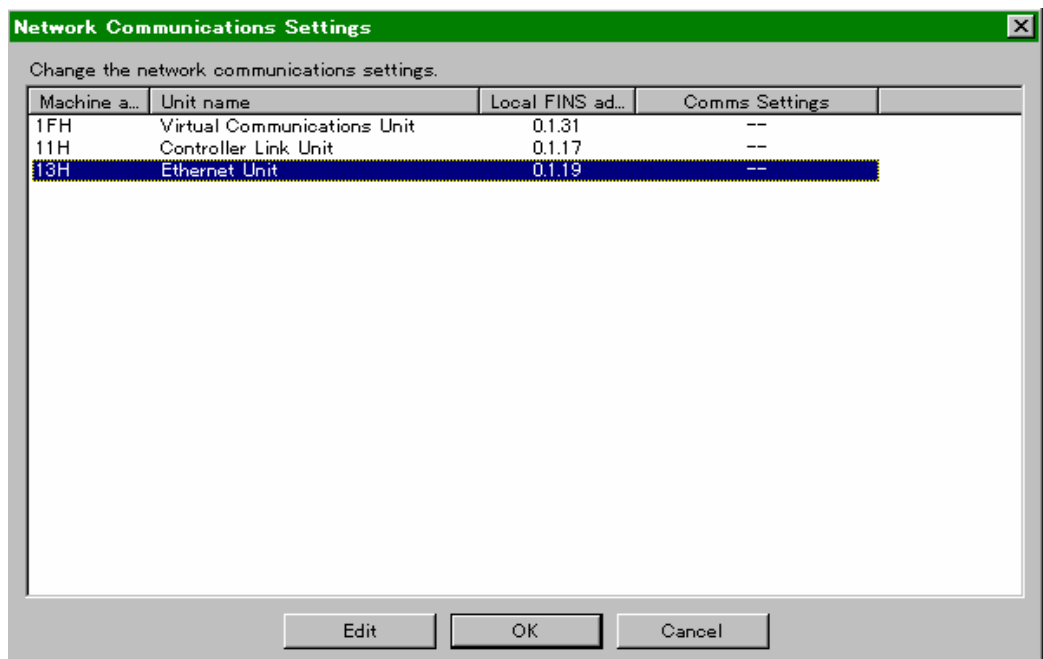 Network Communications Settings
Change the network communications settings.
Machine a... Unit name Local FINS ad... Comms Settings
1FH Virtual Communications Unit 0.1.31 --
11H Controller Link Unit 0.1.17 --
13H Ethernet Unit 0.1.19 --
Edit OK Cancel